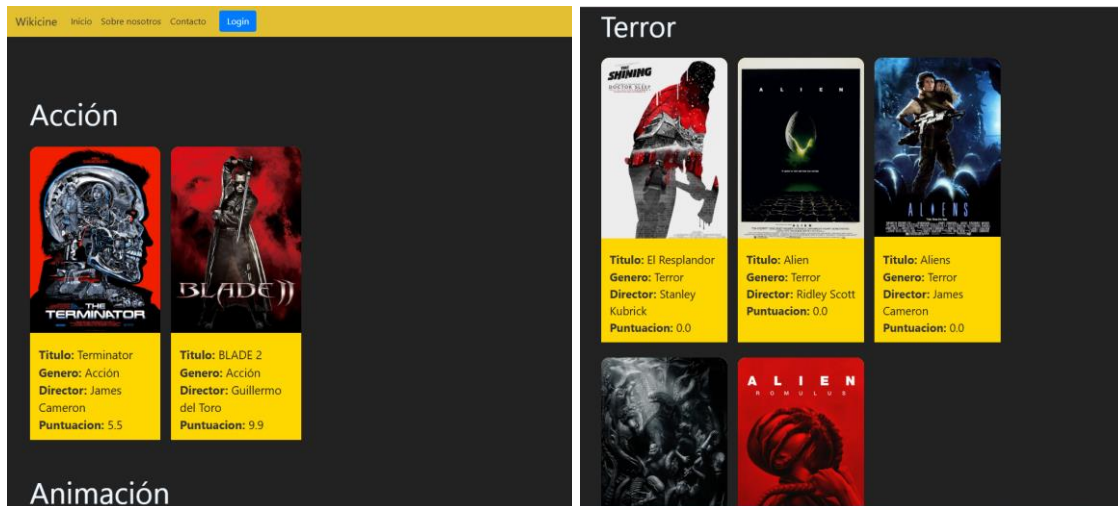 Wikicine Inicio Sobre nosotros Contacto Login
Acción
THE
TERMINATOR
BLADE II
Titulo: Terminator
Genero: Acción
Director: James
Cameron
Puntuacion: 5.5
Titulo: BLADE 2
Genero: Acción
Director: Guillermo
del Toro
Puntuacion: 9.9
Animación
Terror
THE
SHINING
DOCTOR SLEEP
ALIEN
ALIEN
ALIENS
Titulo: El Resplandor
Genero: Terror
Director: Stanley
Kubrick
Puntuacion: 0.0
Titulo: Alien
Genero: Terror
Director: Ridley Scott
Puntuacion: 0.0
Titulo: Aliens
Genero: Terror
Director: James
Cameron
Puntuacion: 0.0
ALIEN
ROMULUS